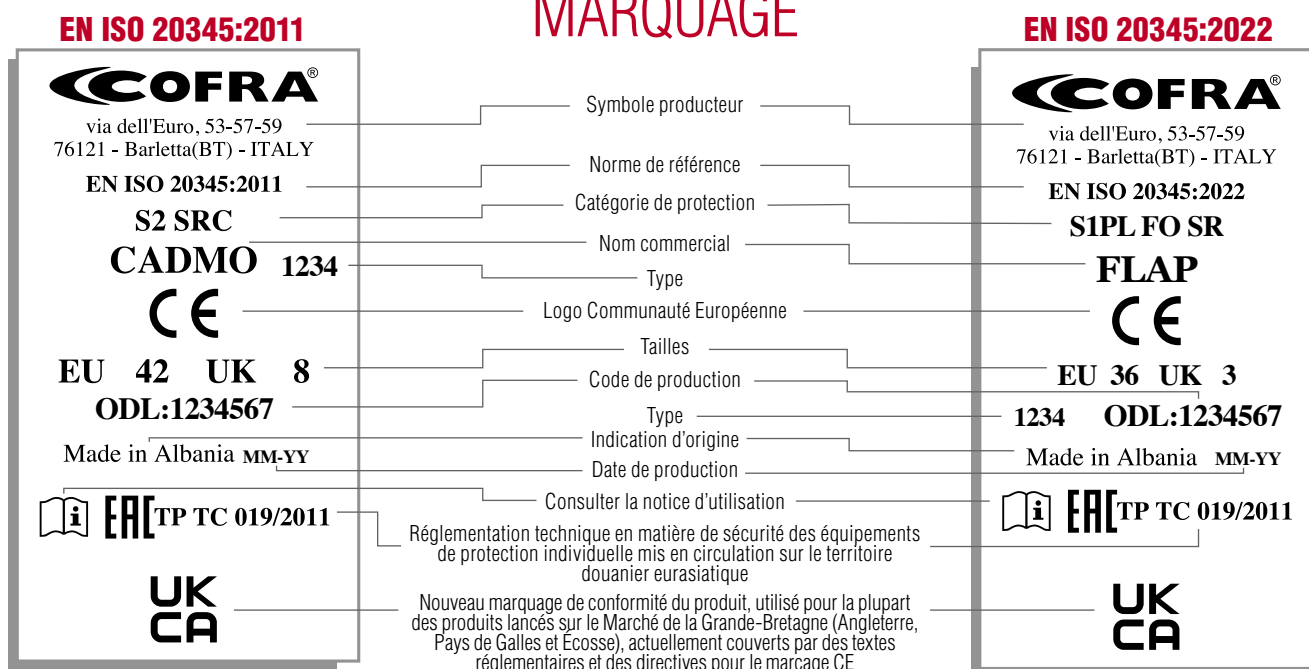 MARQUAGE
EN ISO 20345:2011
COFRA®
via dell'Euro, 53-57-59
76121 - Barletta(BT) - ITALY
EN ISO 20345:2011
S2 SRC
CADMO 1234
CE
EU 42 UK 8
ODL:1234567
Made in Albania MM-YY
i EAC TP TC 019/2011
UK
CA
Symbole producteur
Norme de référence
Catégorie de protection
Nom commercial
Type
Logo Communauté Européenne
Tailles
Code de production
Type
Indication d'origine
Date de production
Consulter la notice d'utilisation
Réglementation technique en matière de sécurité des équipements
de protection individuelle mis en circulation sur le territoire
douanier eurasiatique
Nouveau marquage de conformité du produit, utilisé pour la plupart
des produits lancés sur le Marché de la Grande-Bretagne (Angleterre,
Pays de Galles et Écosse), actuellement couverts par des textes
réglementaires et des directives pour le marcage CE
EN ISO 20345:2022
COFRA®
via dell'Euro, 53-57-59
76121 - Barletta(BT) - ITALY
EN ISO 20345:2022
S1PL FO SR
FLAP
CE
EU 36 UK 3
1234 ODL:1234567
Made in Albania MM-YY
i EAC TP TC 019/2011
UK
CA